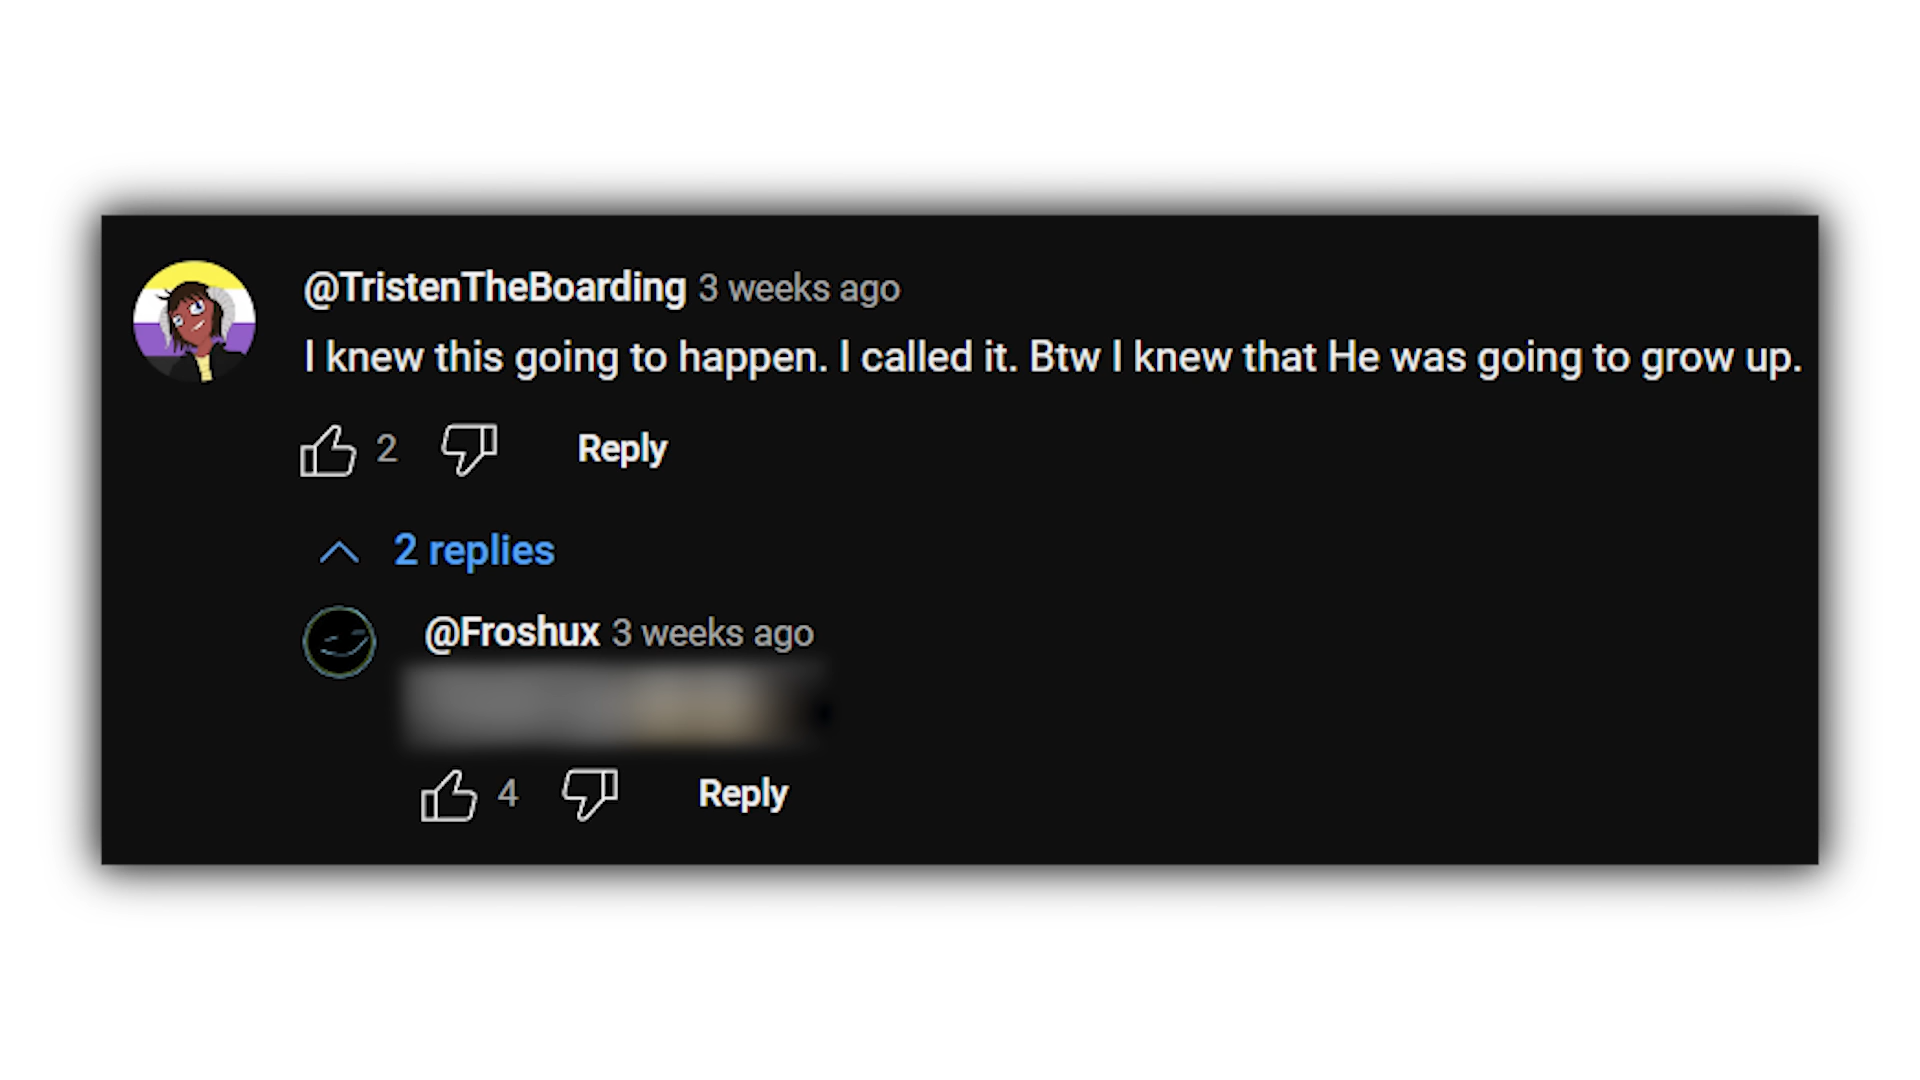 @TristenTheBoarding 3 weeks ago
I knew this going to happen. I called it. Btw I knew that He was going to grow up.
2 Reply
2 replies
@Froshux 3 weeks ago
4 Reply